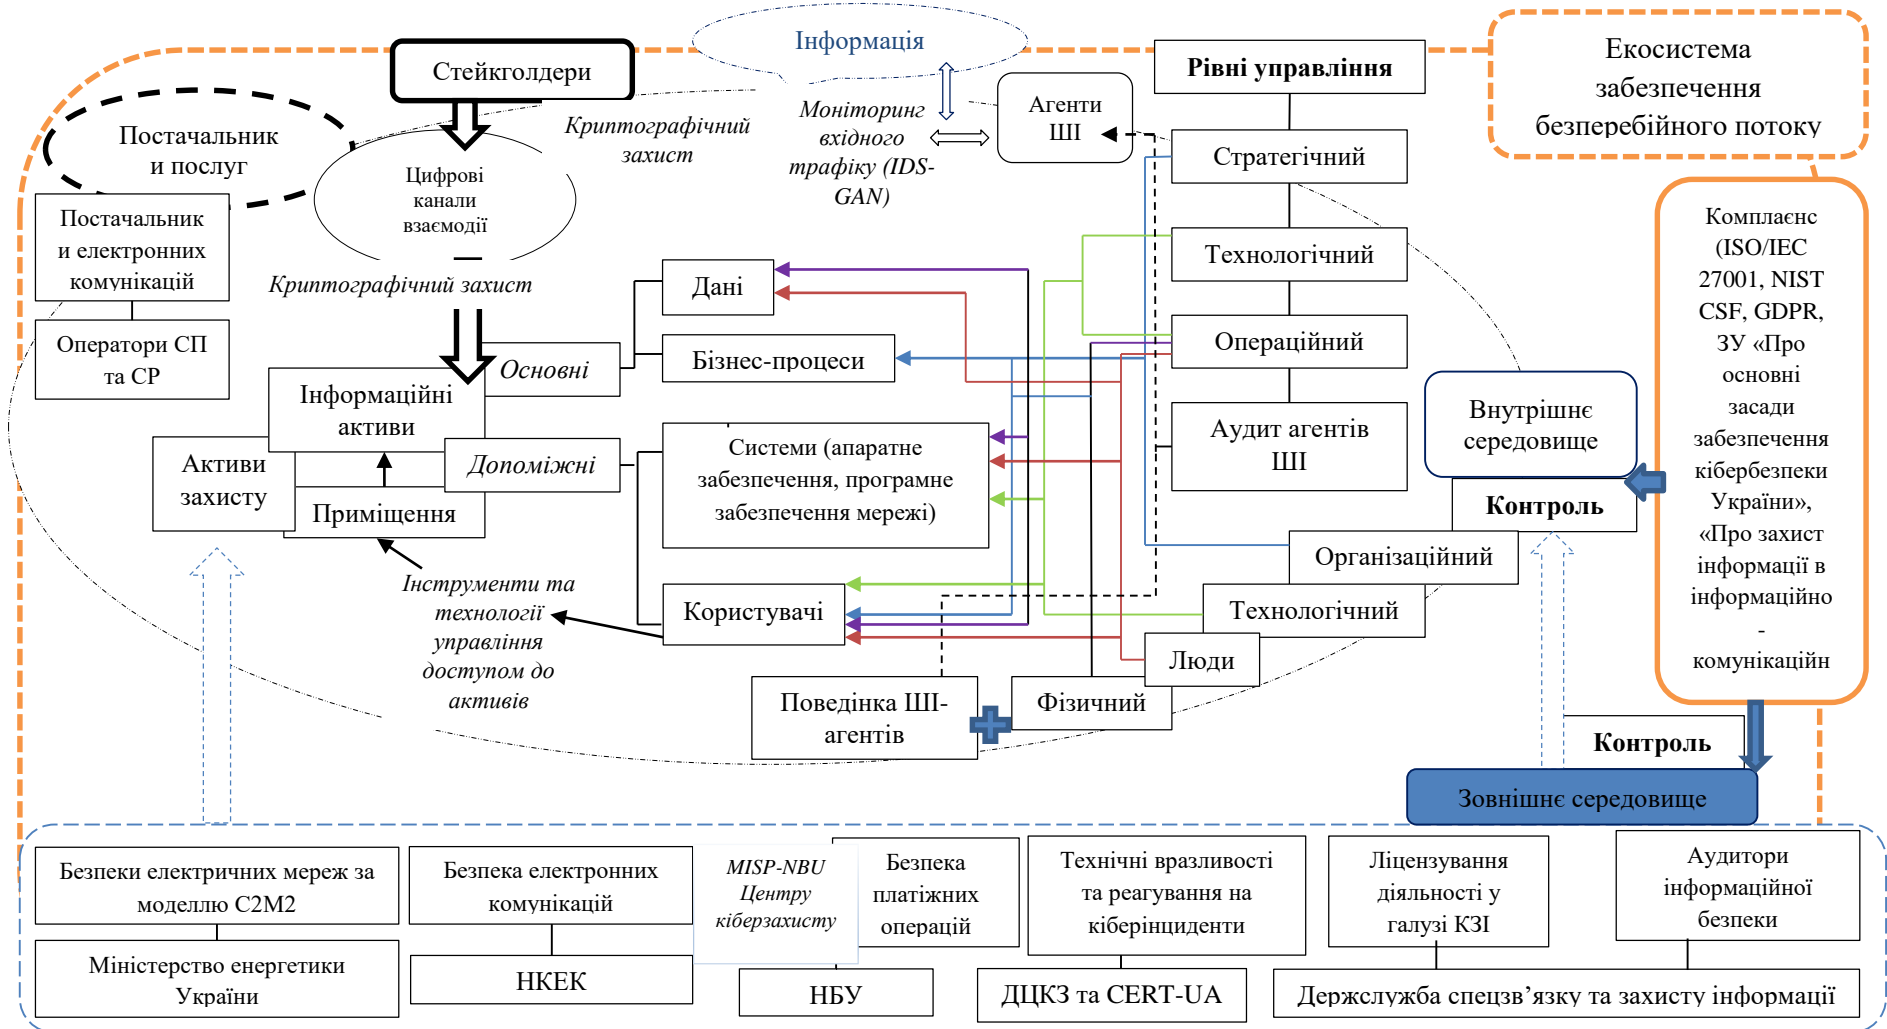 Інформація
Екосистема
забезпечення
безперебійного потоку
Стейкголдери
Рівні управління
Агенти
ШІ
Моніторинг
вхідного
трафіку (IDS-
GAN)
Криптографічний
захист
Постачальник
и послуг
Цифрові
канали
взаємодії
Стратегічний
Постачальник
и електронних
комунікацій
Оператори СП
та СР
Криптографічний захист
Технологічний
Операційний
Аудит агентів
ШІ
Дані
Бізнес-процеси
Основні
Інформаційні
активи
Допоміжні
Активи
захисту
Приміщення
Системи (апаратне
забезпечення, програмне
забезпечення мережі)
Користувачі
Інструменти та
технології
управління
доступом до
активів
Комплаєнс
(ISO/IEC
27001, NIST
CSF, GDPR,
ЗУ «Про
основні
засади
забезпечення
кібербезпеки
України»,
«Про захист
інформації в
інформаційно
-
комунікаційн
Внутрішнє
середовище
Контроль
Організаційний
Технологічний
Люди
Фізичний
Поведінка ШІ-
агентів
Контроль
Зовнішнє середовище
Безпеки електричних мереж за
моделлю C2M2
Міністерство енергетики
України
Безпека електронних
комунікацій
НКЕК
MISP-NBU
Центру
кіберзахисту
Безпека
платіжних
операцій
НБУ
Технічні вразливості
та реагування на
кіберінциденти
ДЦКЗ та CERT-UA
Ліцензування
діяльності у
галузі КЗІ
Аудитори
інформаційної
безпеки
Держслужба спецзв’язку та захисту інформації